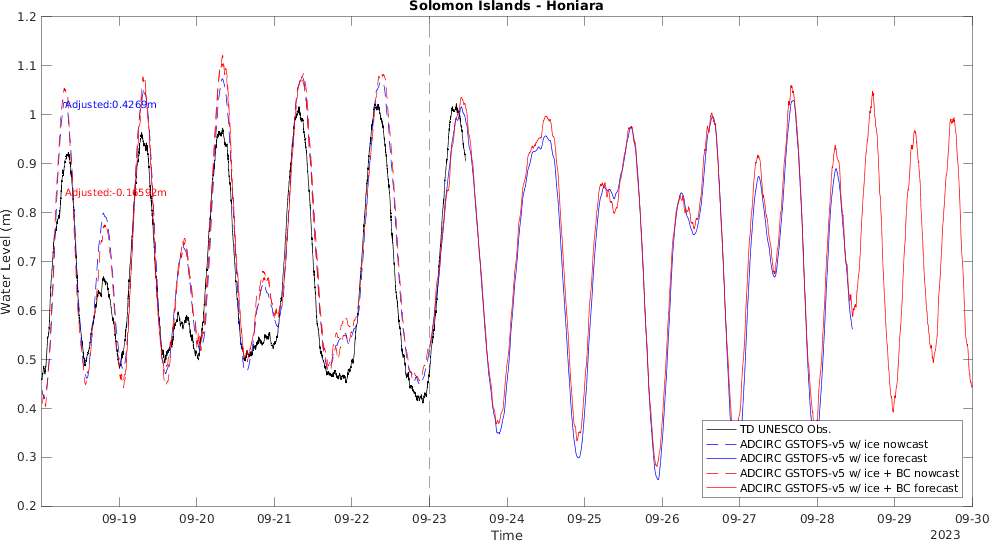 Solomon Islands - Honiara
1.2
1.1
1
0.9
0.8
0.7
0.6
0.5
0.4
0.3
0.2
Water Level (m)
Adjusted:0.4269m
Adjusted:-0.16592m
TD UNESCO Obs.
ADCIRC GSTOFS-v5 w/ ice nowcast
ADCIRC GSTOFS-v5 w/ ice forecast
ADCIRC GSTOFS-v5 w/ ice + BC nowcast
ADCIRC GSTOFS-v5 w/ ice + BC forecast
09-19 09-20 09-21 09-22 09-23 09-24 09-25 09-26 09-27 09-28 09-29 09-30
Time
2023